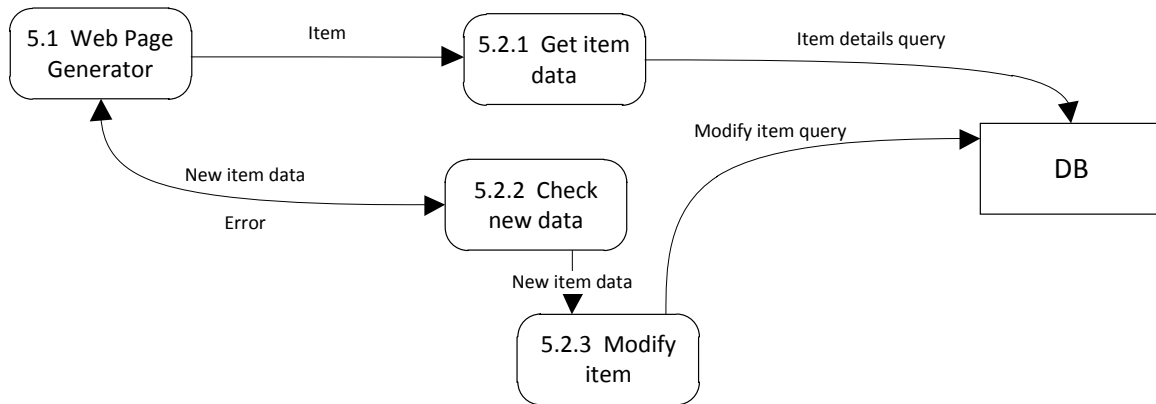 5.1 Web Page
Generator
Item
5.2.1 Get item
data
Item details query
Modify item query
DB
New item data
Error
5.2.2 Check
new data
New item data
5.2.3 Modify
item